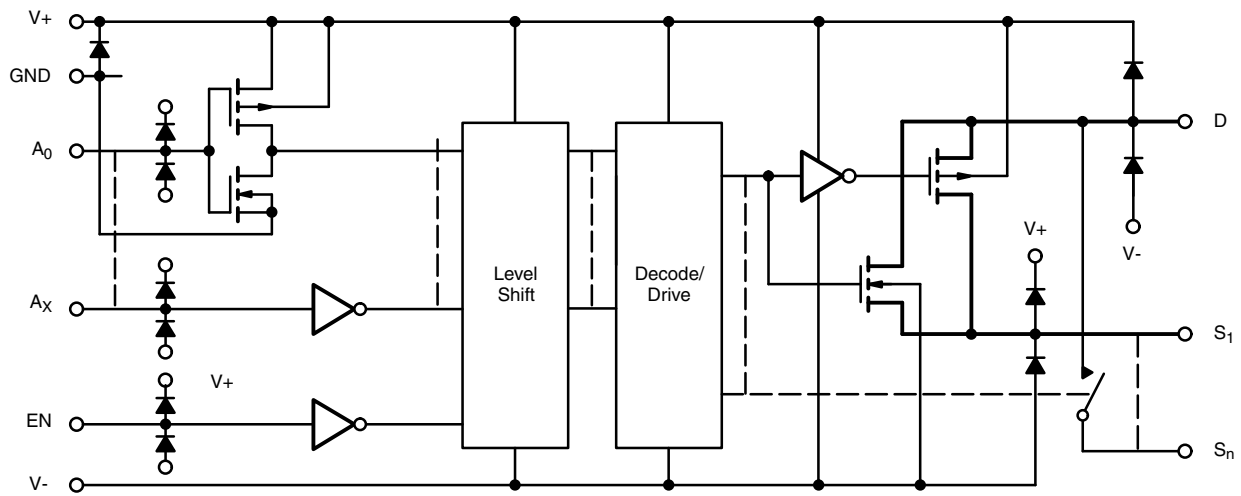 V+
GND
A0
AX
EN
V-
V+
Level
Shift
Decode/
Drive
V+
V-
D
S1
Sn